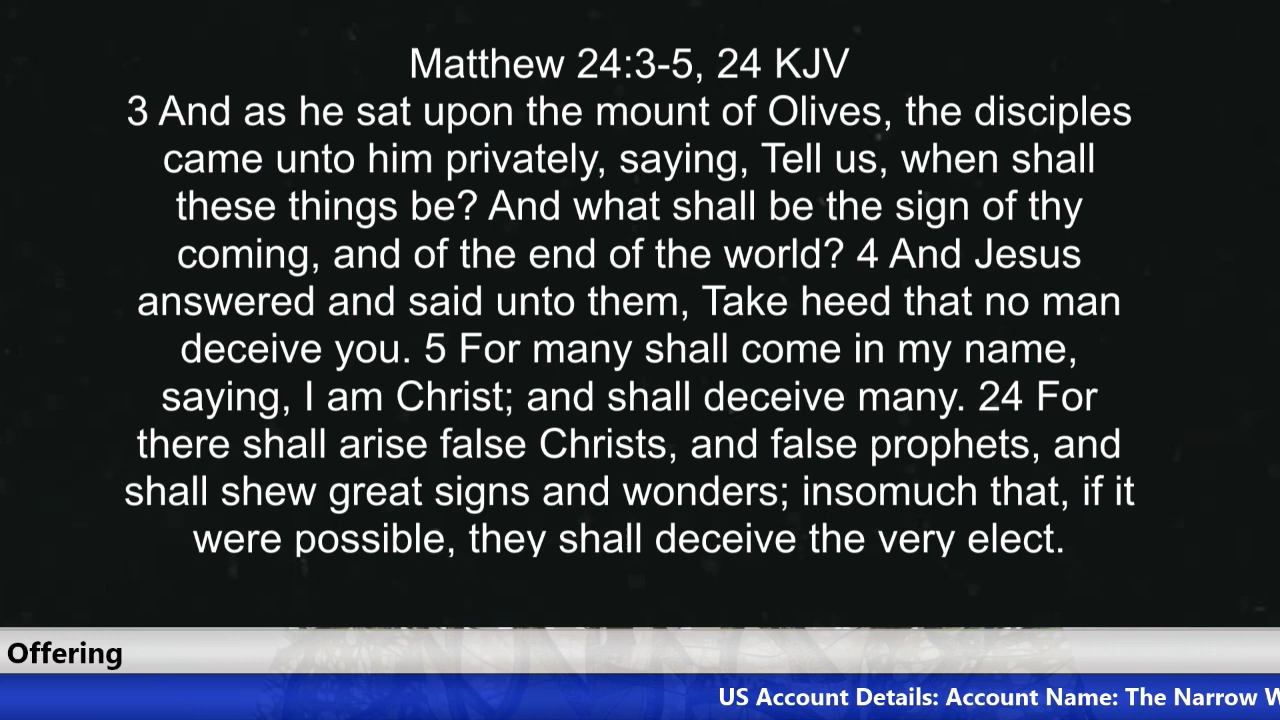 Matthew 24:3-5, 24 KJV
3 And as he sat upon the mount of Olives, the disciples
came unto him privately, saying, Tell us, when shall
these things be? And what shall be the sign of thy
coming, and of the end of the world? 4 And Jesus
answered and said unto them, Take heed that no man
deceive you. 5 For many shall come in my name,
saying, I am Christ; and shall deceive many. 24 For
there shall arise false Christs, and false prophets, and
shall shew great signs and wonders; insomuch that, if it
were possible, they shall deceive the very elect.
Offering
US Account Details: Account Name: The Narrow